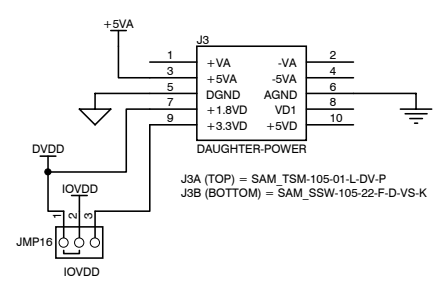 +5VA
J3
1 +VA -VA 2
3 +5VA -5VA 4
5 DGND AGND 6
7 +1.8VD VD1 8
9 +3.3VD +5VD 10
DAUGHTER-POWER
DVDD
IOVDD
J3A (TOP) = SAM_TSM-105-01-L-DV-P
J3B (BOTTOM) = SAM_SSW-105-22-F-D-VS-K
1 2 3
JMP16
IOVDD